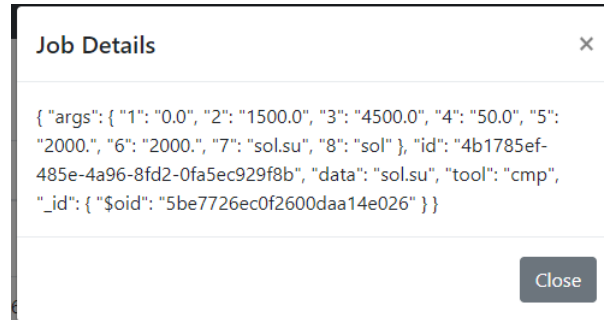 Job Details
×
{ "args": { "1": "0.0", "2": "1500.0", "3": "4500.0", "4": "50.0", "5":
"2000.", "6": "2000.", "7": "sol.su", "8": "sol" }, "id": "4b1785ef-
485e-4a96-8fd2-0fa5ec929f8b", "data": "sol.su", "tool": "cmp",
"_id": { "$oid": "5be7726ec0f2600daa14e026" } }
Close